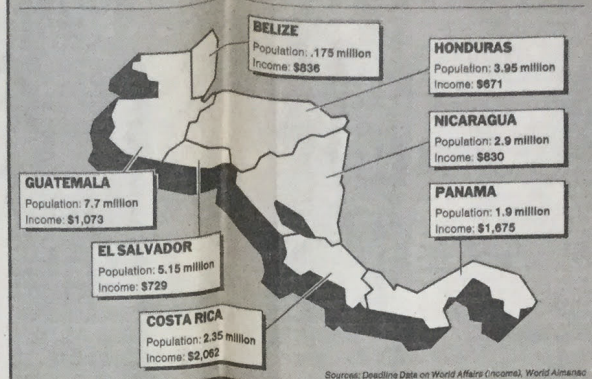 BELIZE
Population: .175 million
Income: $836
HONDURAS
Population: 3.95 million
Income: $671
NICARAGUA
Population: 2.9 million
Income: $830
GUATEMALA
Population: 7.7 million
Income: $1,073
PANAMA
Population: 1.9 million
Income: $1,675
EL SALVADOR
Population: 5.15 million
Income: $729
COSTA RICA
Population: 2.35 million
Income: $2,062
Sources: Deadline Data on World Affairs (income), World Almanac